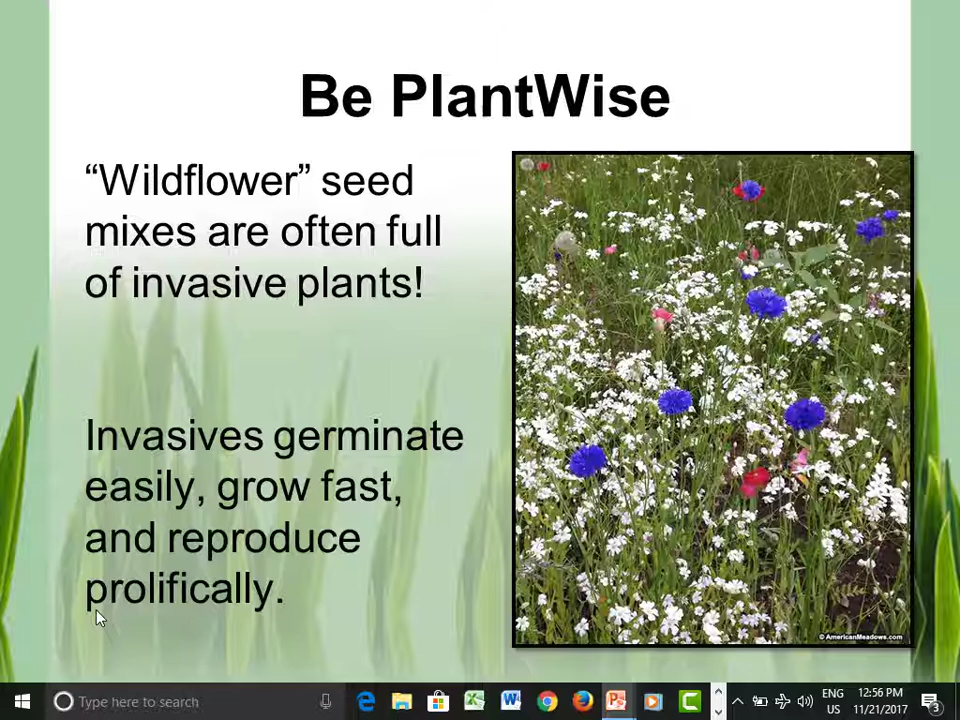 Be PlantWise
“Wildflower” seed
mixes are often full
of invasive plants!
Invasives germinate
easily, grow fast,
and reproduce
prolifically.
© AmericanMeadows.com
Type here to search
ENG
US
12:56 PM
11/21/2017
3